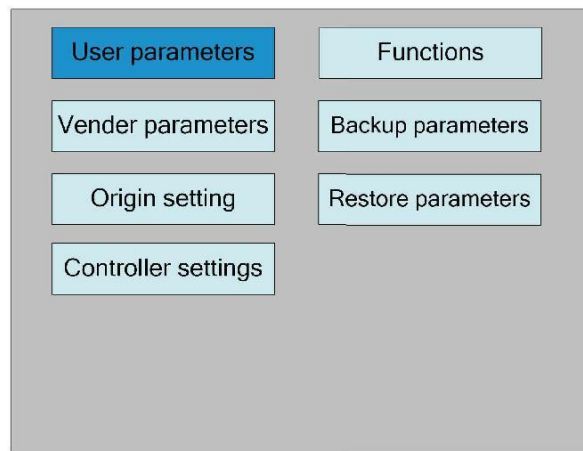 User parameters
Functions
Vender parameters
Backup parameters
Origin setting
Restore parameters
Controller settings